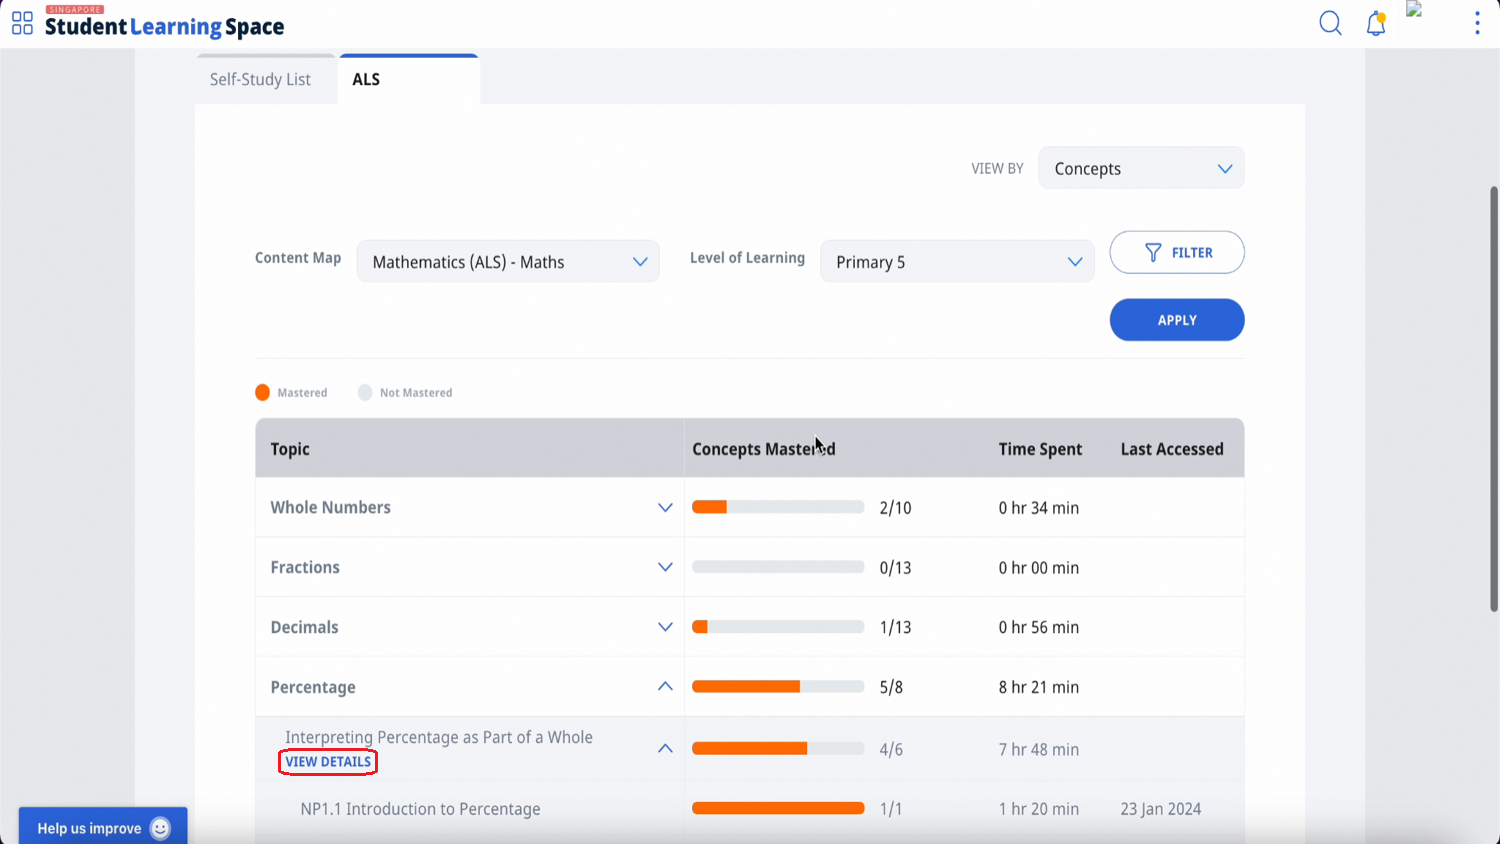 SINGAPORE
StudentLearningSpace
Self-Study List ALS
VIEW BY Concepts
Content Map Mathematics (ALS) - Maths Level of Learning Primary 5 FILTER
APPLY
Mastered Not Mastered
Topic Concepts Mastered Time Spent Last Accessed
Whole Numbers 2/10 0 hr 34 min
Fractions 0/13 0 hr 00 min
Decimals 1/13 0 hr 56 min
Percentage 5/8 8 hr 21 min
Interpreting Percentage as Part of a Whole 4/6 7 hr 48 min
VIEW DETAILS
NP1.1 Introduction to Percentage 1/1 1 hr 20 min 23 Jan 2024
Help us improve